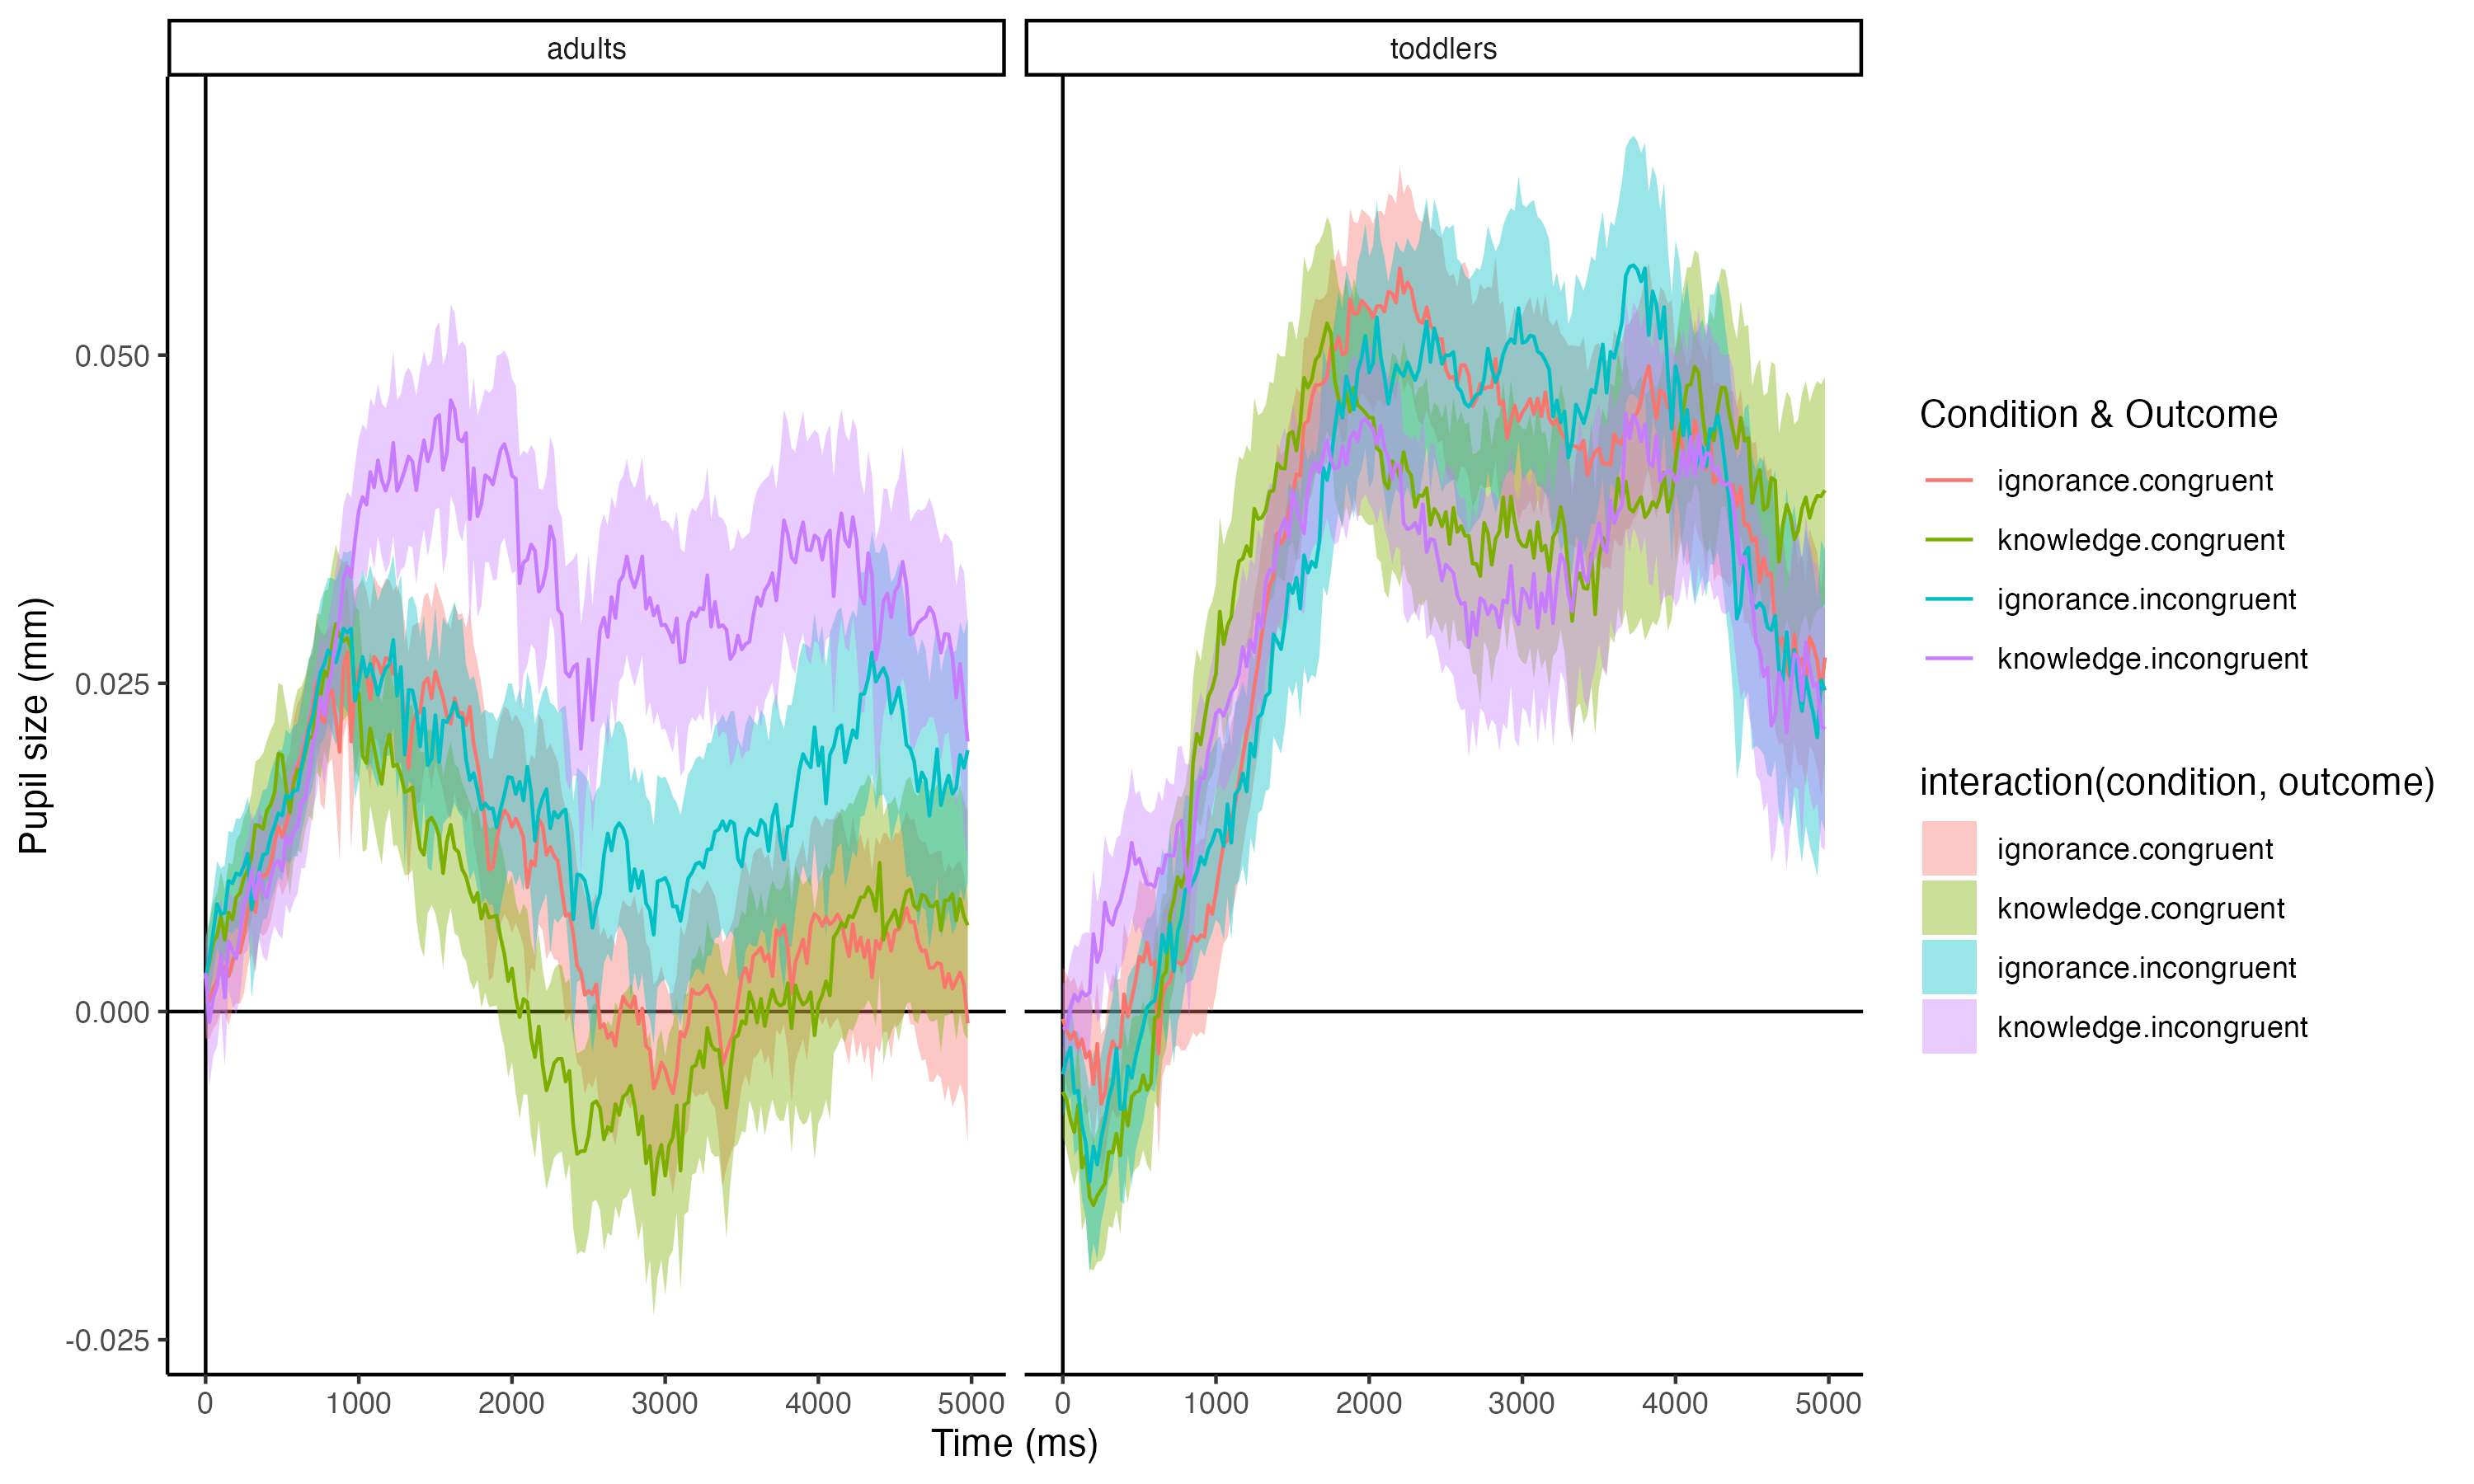 adults
toddlers
Pupil size (mm)
0.050
0.025
0.000
-0.025
0 1000 2000 3000 4000 5000
0 1000 2000 3000 4000 5000
Time (ms)
Condition & Outcome
ignorance.congruent
knowledge.congruent
ignorance.incongruent
knowledge.incongruent
interaction(condition, outcome)
ignorance.congruent
knowledge.congruent
ignorance.incongruent
knowledge.incongruent